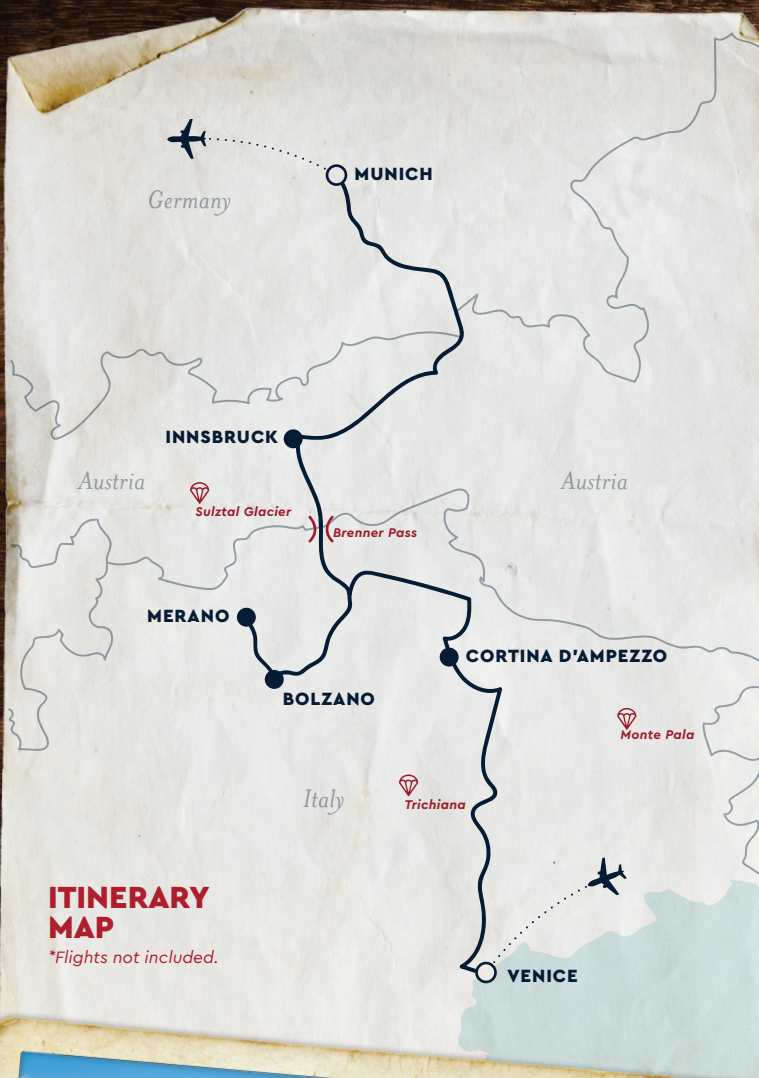 MUNICH
Germany
INNSBRUCK
Austria
Austria
Sulztal Glacier
Brenner Pass
MERANO
CORTINA D'AMPEZZO
BOLZANO
Monte Pala
Italy
Trichiana
ITINERARY
MAP
*Flights not included.
VENICE